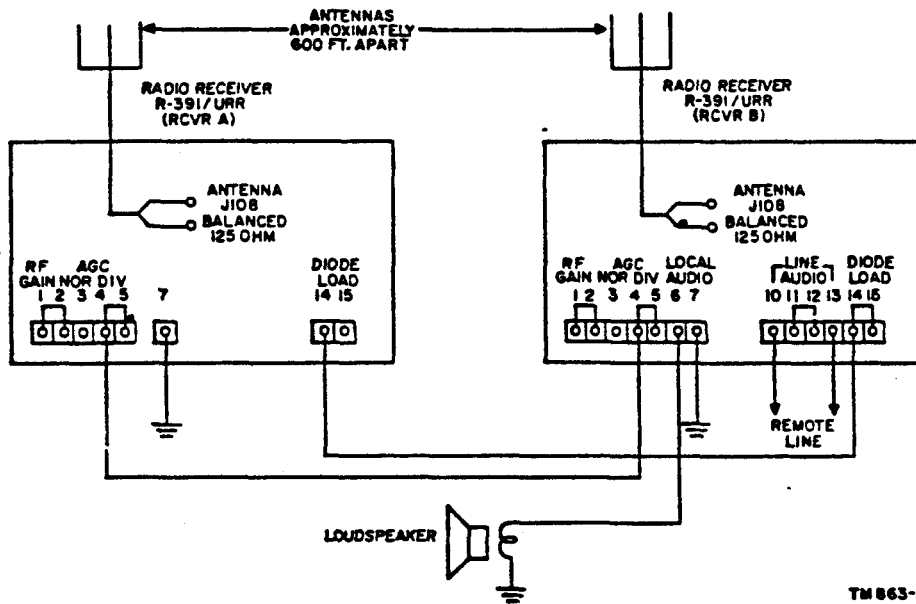 ANTENNAS
APPROXIMATELY
600 FT. APART
RADIO RECEIVER
R-391/URR
(RCVR A)
RADIO RECEIVER
R-391/URR
(RCVR B)
ANTENNA
J108
BALANCED
125 OHM
ANTENNA
J108
BALANCED
125 OHM
RF AGC
GAIN NOR DIV
1 2 3 4 5 7
DIODE
LOAD
14 15
RF AGC LOCAL
GAIN NOR DIV AUDIO
1 2 3 4 5 6 7
LINE DIODE
AUDIO LOAD
10 11 12 13 14 15
REMOTE
LINE
LOUDSPEAKER
TM863-